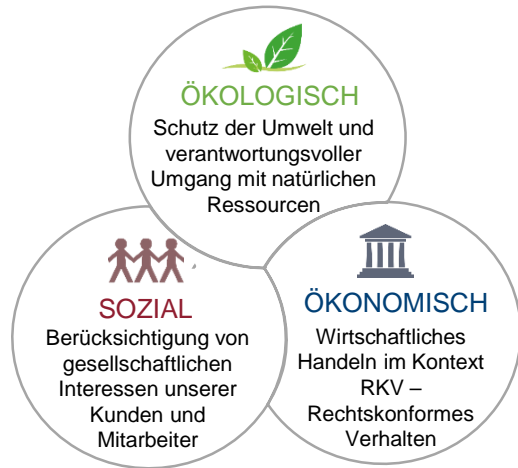 ÖKOLOGISCH
Schutz der Umwelt und
verantwortungsvoller
Umgang mit natürlichen
Ressourcen
SOZIAL
Berücksichtigung von
gesellschaftlichen
Interessen unserer
Kunden und
Mitarbeiter
ÖKONOMISCH
Wirtschaftliches
Handeln im Kontext
RKV –
Rechtskonformes
Verhalten